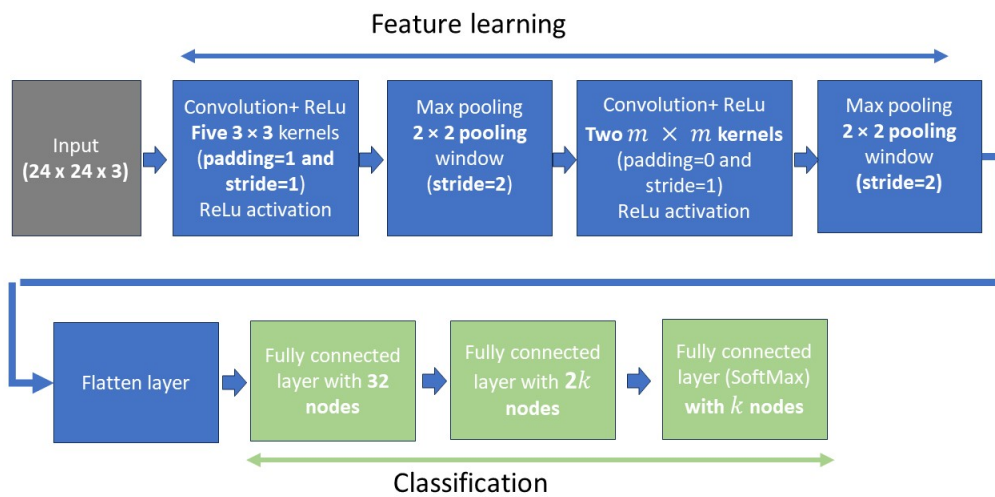 Feature learning
Input
(24 x 24 x 3)
Convolution+ ReLu
Five 3 × 3 kernels
(padding=1 and
stride=1)
ReLu activation
Max pooling
2 × 2 pooling
window
(stride=2)
Convolution+ ReLu
Two m × m kernels
(padding=0 and
stride=1)
ReLu activation
Max pooling
2 × 2 pooling
window
(stride=2)
Flatten layer
Fully connected
layer with 32
nodes
Fully connected
layer with 2k
nodes
Fully connected
layer (SoftMax)
with k nodes
Classification